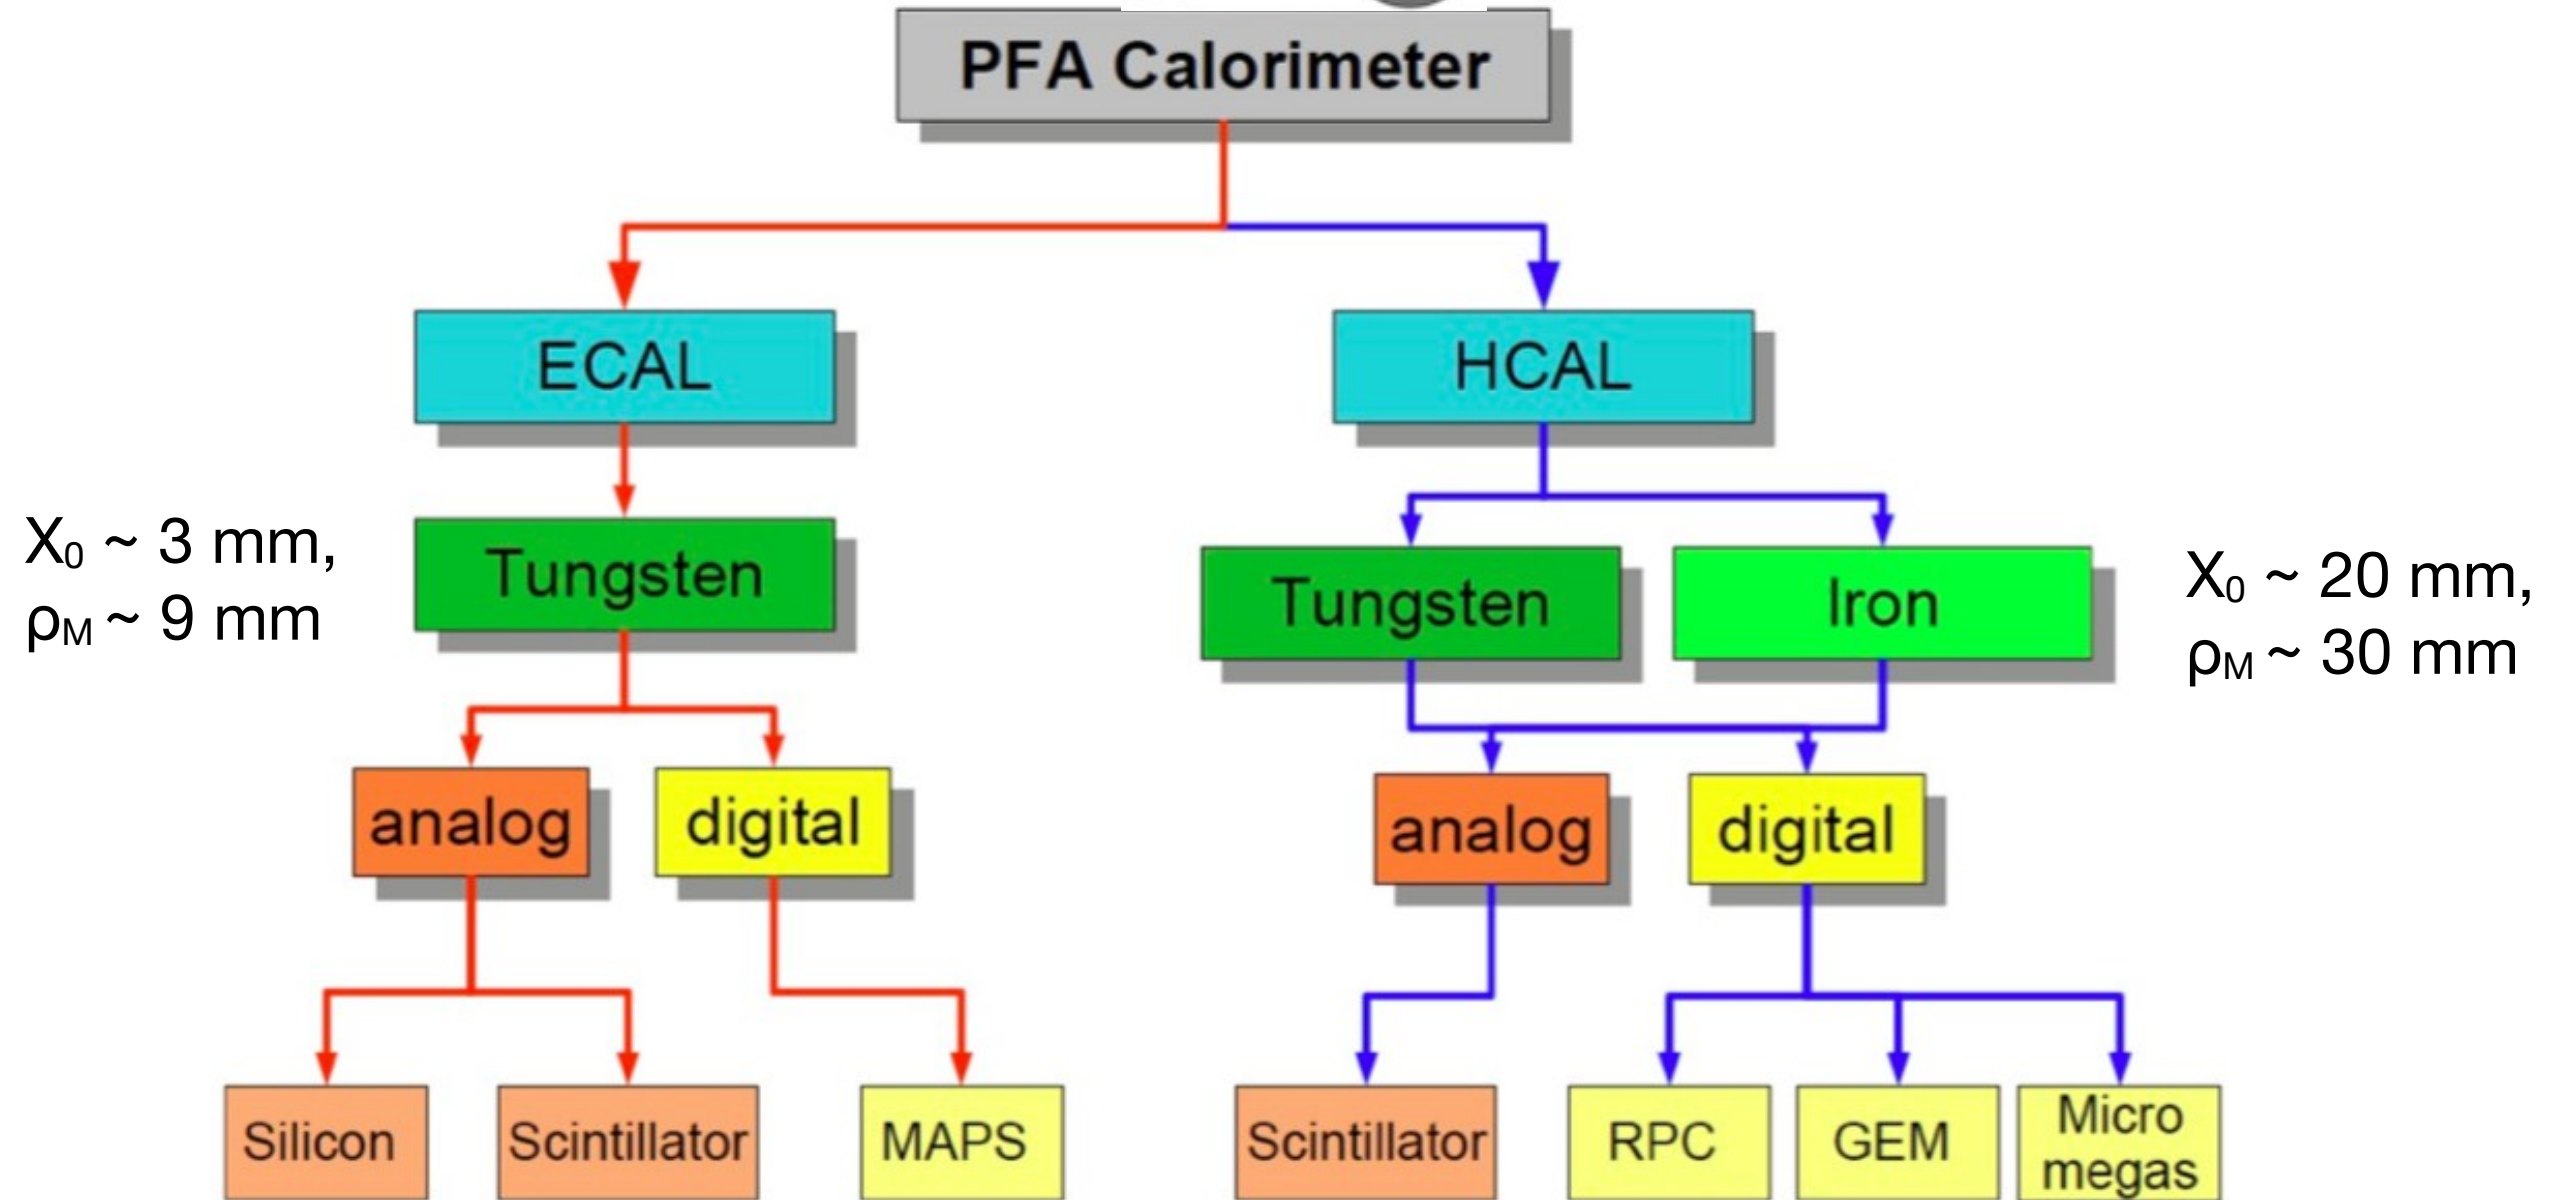 PFA Calorimeter
ECAL
HCAL
X₀ ~ 3 mm,
ρM ~ 9 mm
Tungsten
Tungsten
Iron
X₀ ~ 20 mm,
ρM ~ 30 mm
analog
digital
analog
digital
Silicon
Scintillator
MAPS
Scintillator
RPC
GEM
Micro
megas